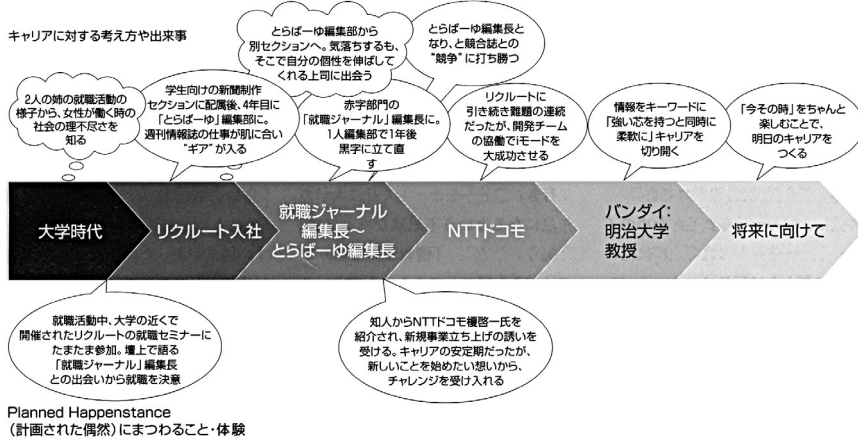 キャリアに対する考え方や出来事
2人の姉の就職活動の
様子から、女性が働く時の
社会の理不尽さを
知る
学生向けの新聞制作
セクションに配属後、4年目に
「とらばーゆ」編集部に。
週刊情報誌の仕事が肌に合い
"ギア"が入る
とらばーゆ編集部から
別セクションへ。気落ちするも、
そこで自分の個性を伸ばして
くれる上司に出会う
赤字部門の
「就職ジャーナル」編集長に。
1人編集部で1年後
黒字に立て直
す
とらばーゆ編集長と
なり、と競合誌との
"競争"に打ち勝つ
リクルートに
引き続き難題の連続
だったが、開発チーム
の協働でiモードを
大成功させる
情報をキーワードに
「強い芯を持つと同時に
柔軟に」キャリアを
切り開く
「今その時」をちゃんと
楽しむことで、
明日のキャリアを
つくる
大学時代
リクルート入社
就職ジャーナル
編集長〜
とらばーゆ編集長
NTTドコモ
バンダイ:
明治大学
教授
将来に向けて
就職活動中、大学の近くで
開催されたリクルートの就職セミナーに
たまたま参加。壇上で語る
「就職ジャーナル」編集長
との出会いから就職を決意
知人からNTTドコモ榎啓一氏を
紹介され、新規事業立ち上げの誘いを
受ける。キャリアの安定期だったが、
新しいことを始めたい想いから、
チャレンジを受け入れる
Planned Happenstance
(計画された偶然)にまつわること・体験